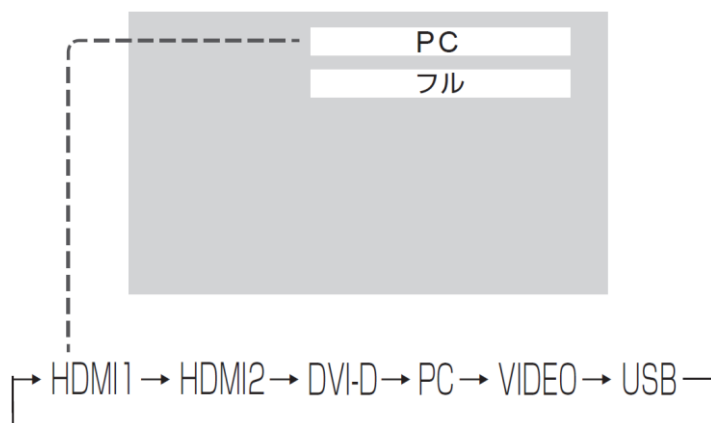 PC
フル
HDMI1 → HDMI2 → DVI-D → PC → VIDEO → USB